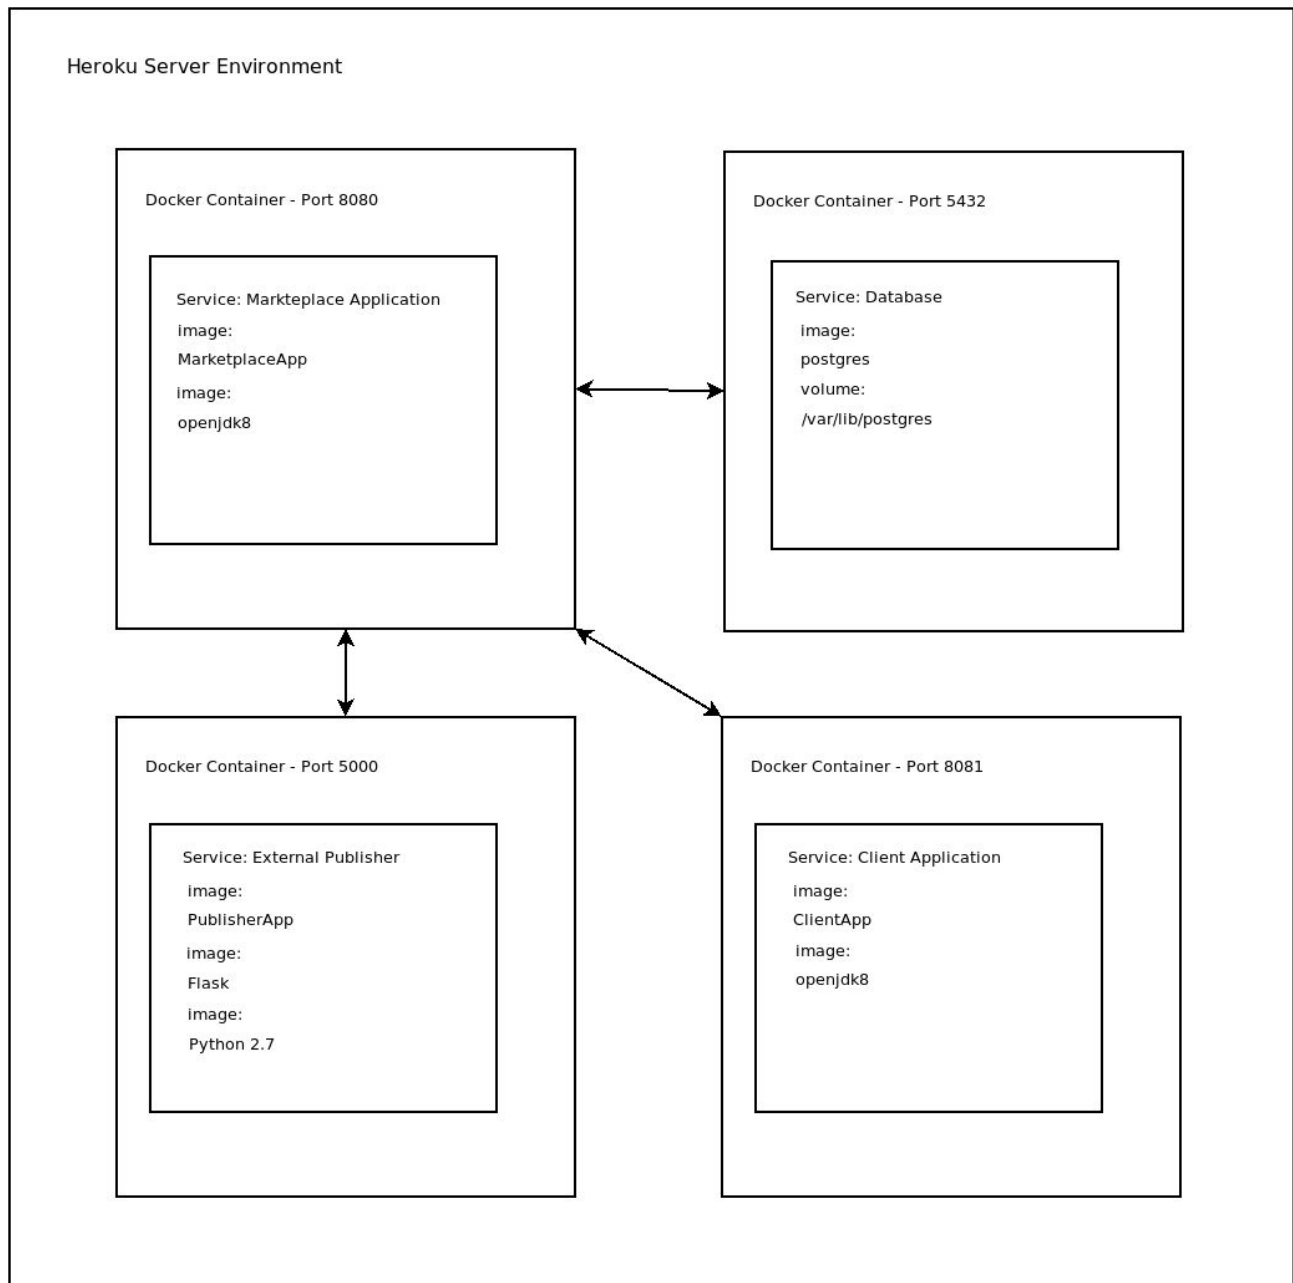 Heroku Server Environment
Docker Container - Port 8080
Service: Markteplace Application
image:
MarketplaceApp
image:
openjdk8
Docker Container - Port 5432
Service: Database
image:
postgres
volume:
/var/lib/postgres
Docker Container - Port 5000
Service: External Publisher
image:
PublisherApp
image:
Flask
image:
Python 2.7
Docker Container - Port 8081
Service: Client Application
image:
ClientApp
image:
openjdk8